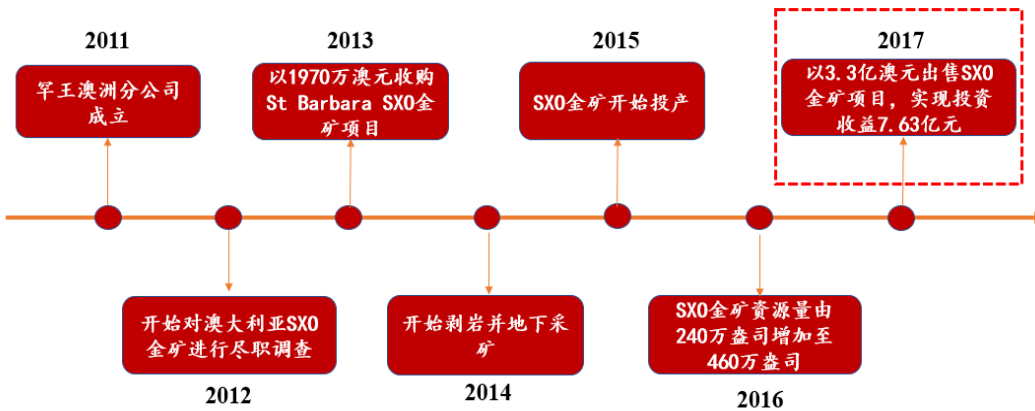 2011
罕王澳洲分公司
成立
2013
以1970万澳元收购
St Barbara SXO金
矿项目
2015
SXO金矿开始投产
2017
以3.3亿澳元出售SXO
金矿项目，实现投资
收益7.63亿元
开始对澳大利亚SXO
金矿进行尽职调查
2012
开始剥岩并地下采
矿
2014
SXO金矿资源量由
240万盎司增加至
460万盎司
2016